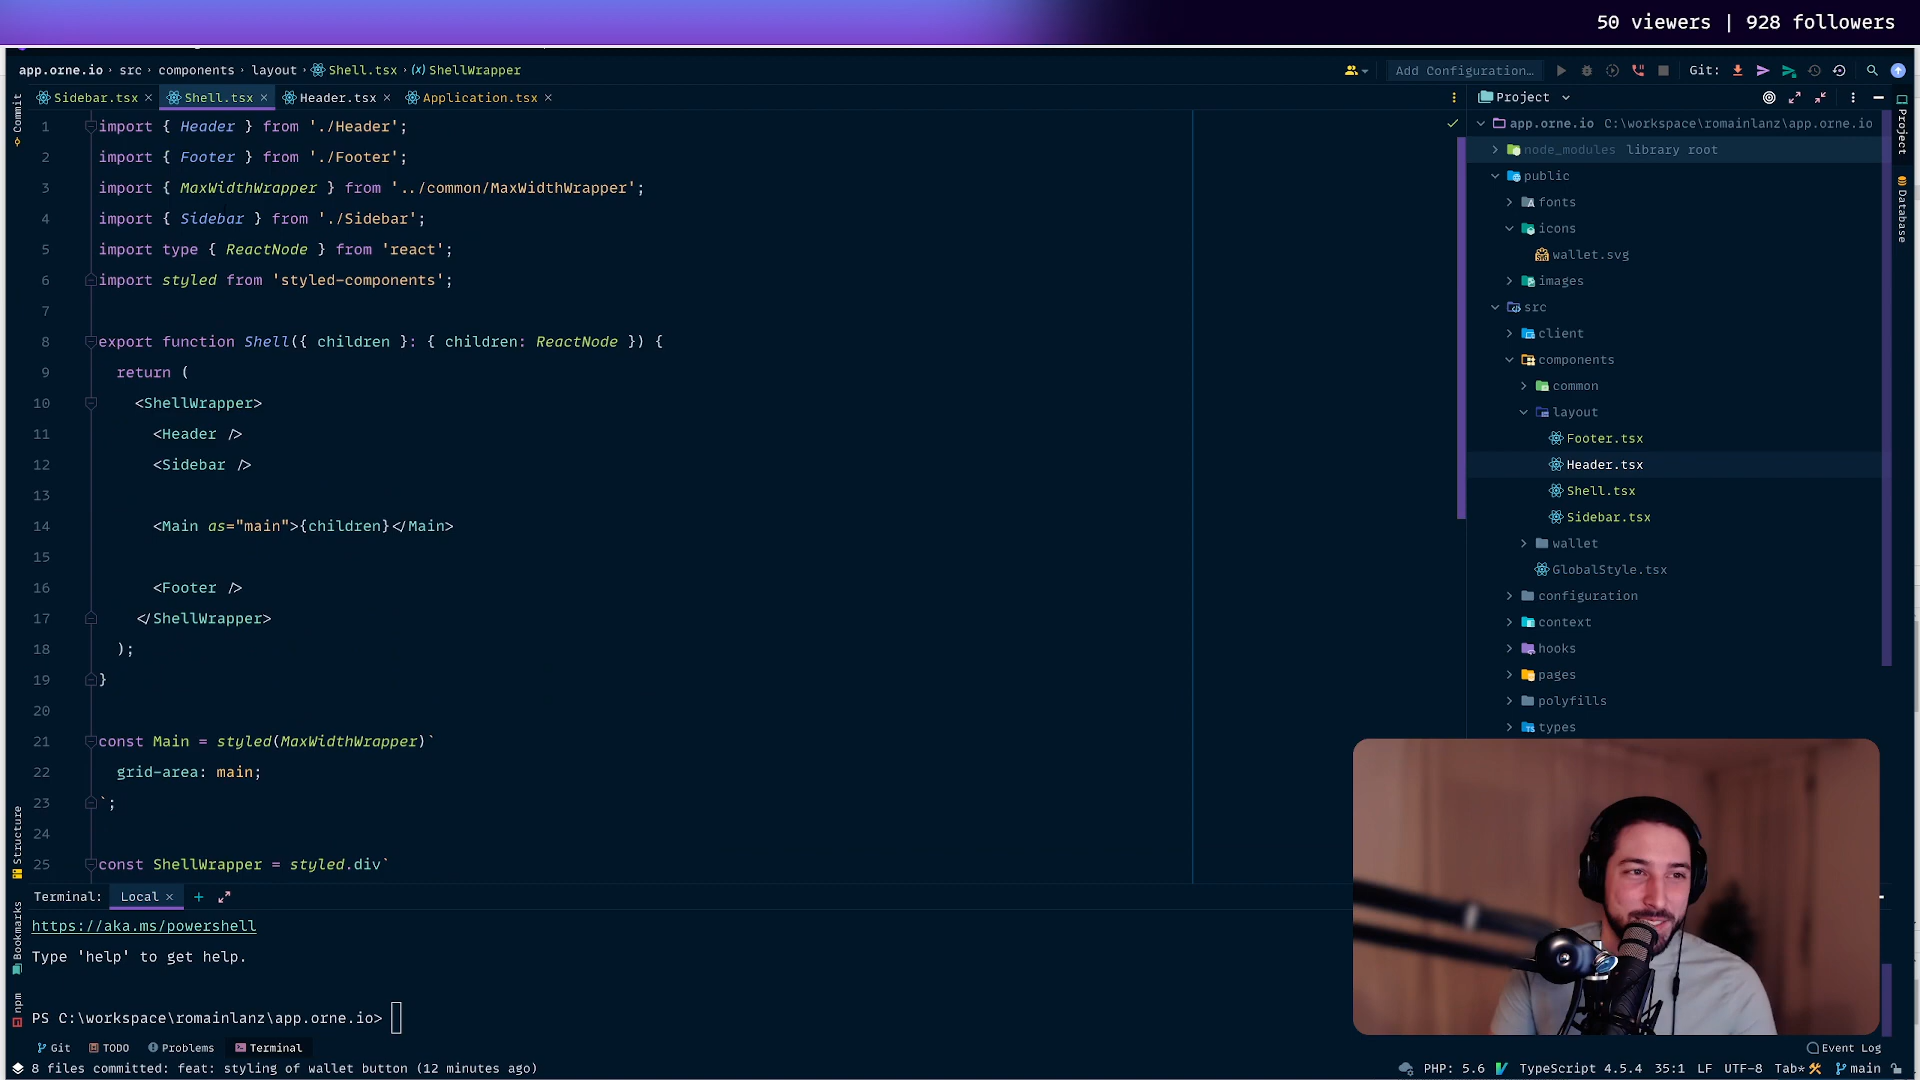 50 viewers | 928 followers
app.orne.io › src › components › layout › Shell.tsx › (x) ShellWrapper
Add Configuration...
Git:
Sidebar.tsx ×
Shell.tsx ×
Header.tsx ×
Application.tsx ×
Project
Commit
Project
Database
Structure
Bookmarks
npm
1 import { Header } from './Header';
2 import { Footer } from './Footer';
3 import { MaxWidthWrapper } from '../common/MaxWidthWrapper';
4 import { Sidebar } from './Sidebar';
5 import type { ReactNode } from 'react';
6 import styled from 'styled-components';
7
8 export function Shell({ children }: { children: ReactNode }) {
9 return (
10 <ShellWrapper>
11 <Header />
12 <Sidebar />
13
14 <Main as="main">{children}</Main>
15
16 <Footer />
17 </ShellWrapper>
18 );
19 }
20
21 const Main = styled(MaxWidthWrapper)`
22 grid-area: main;
23 `;
24
25 const ShellWrapper = styled.div`
app.orne.io C:\workspace\romainlanz\app.orne.io
node_modules library root
public
fonts
icons
wallet.svg
images
src
client
components
common
layout
Footer.tsx
Header.tsx
Shell.tsx
Sidebar.tsx
wallet
GlobalStyle.tsx
configuration
context
hooks
pages
polyfills
types
Terminal: Local × +
https://aka.ms/powershell
Type 'help' to get help.
PS C:\workspace\romainlanz\app.orne.io>
Git
TODO
Problems
Terminal
Event Log
8 files committed: feat: styling of wallet button (12 minutes ago)
PHP: 5.6
TypeScript 4.5.4 35:1 LF UTF-8 Tab*
main